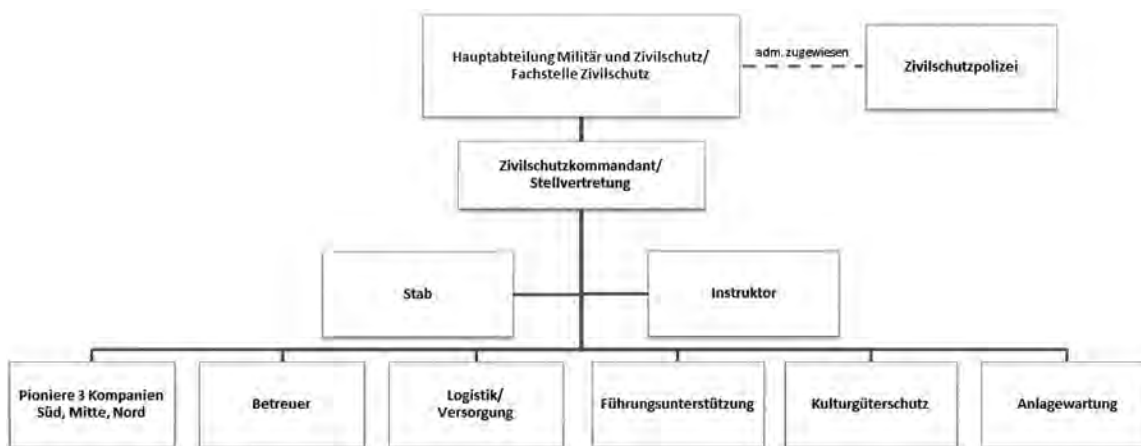 Hauptabteilung Militär und Zivilschutz/
Fachstelle Zivilschutz
adm. zugewiesen
Zivilschutzpolizei
Zivilschutzkommandant/
Stellvertretung
Stab
Instruktor
Pioniere 3 Kompanien
Süd, Mitte, Nord
Betreuer
Logistik/
Versorgung
Führungsunterstützung
Kulturgüterschutz
Anlagewartung